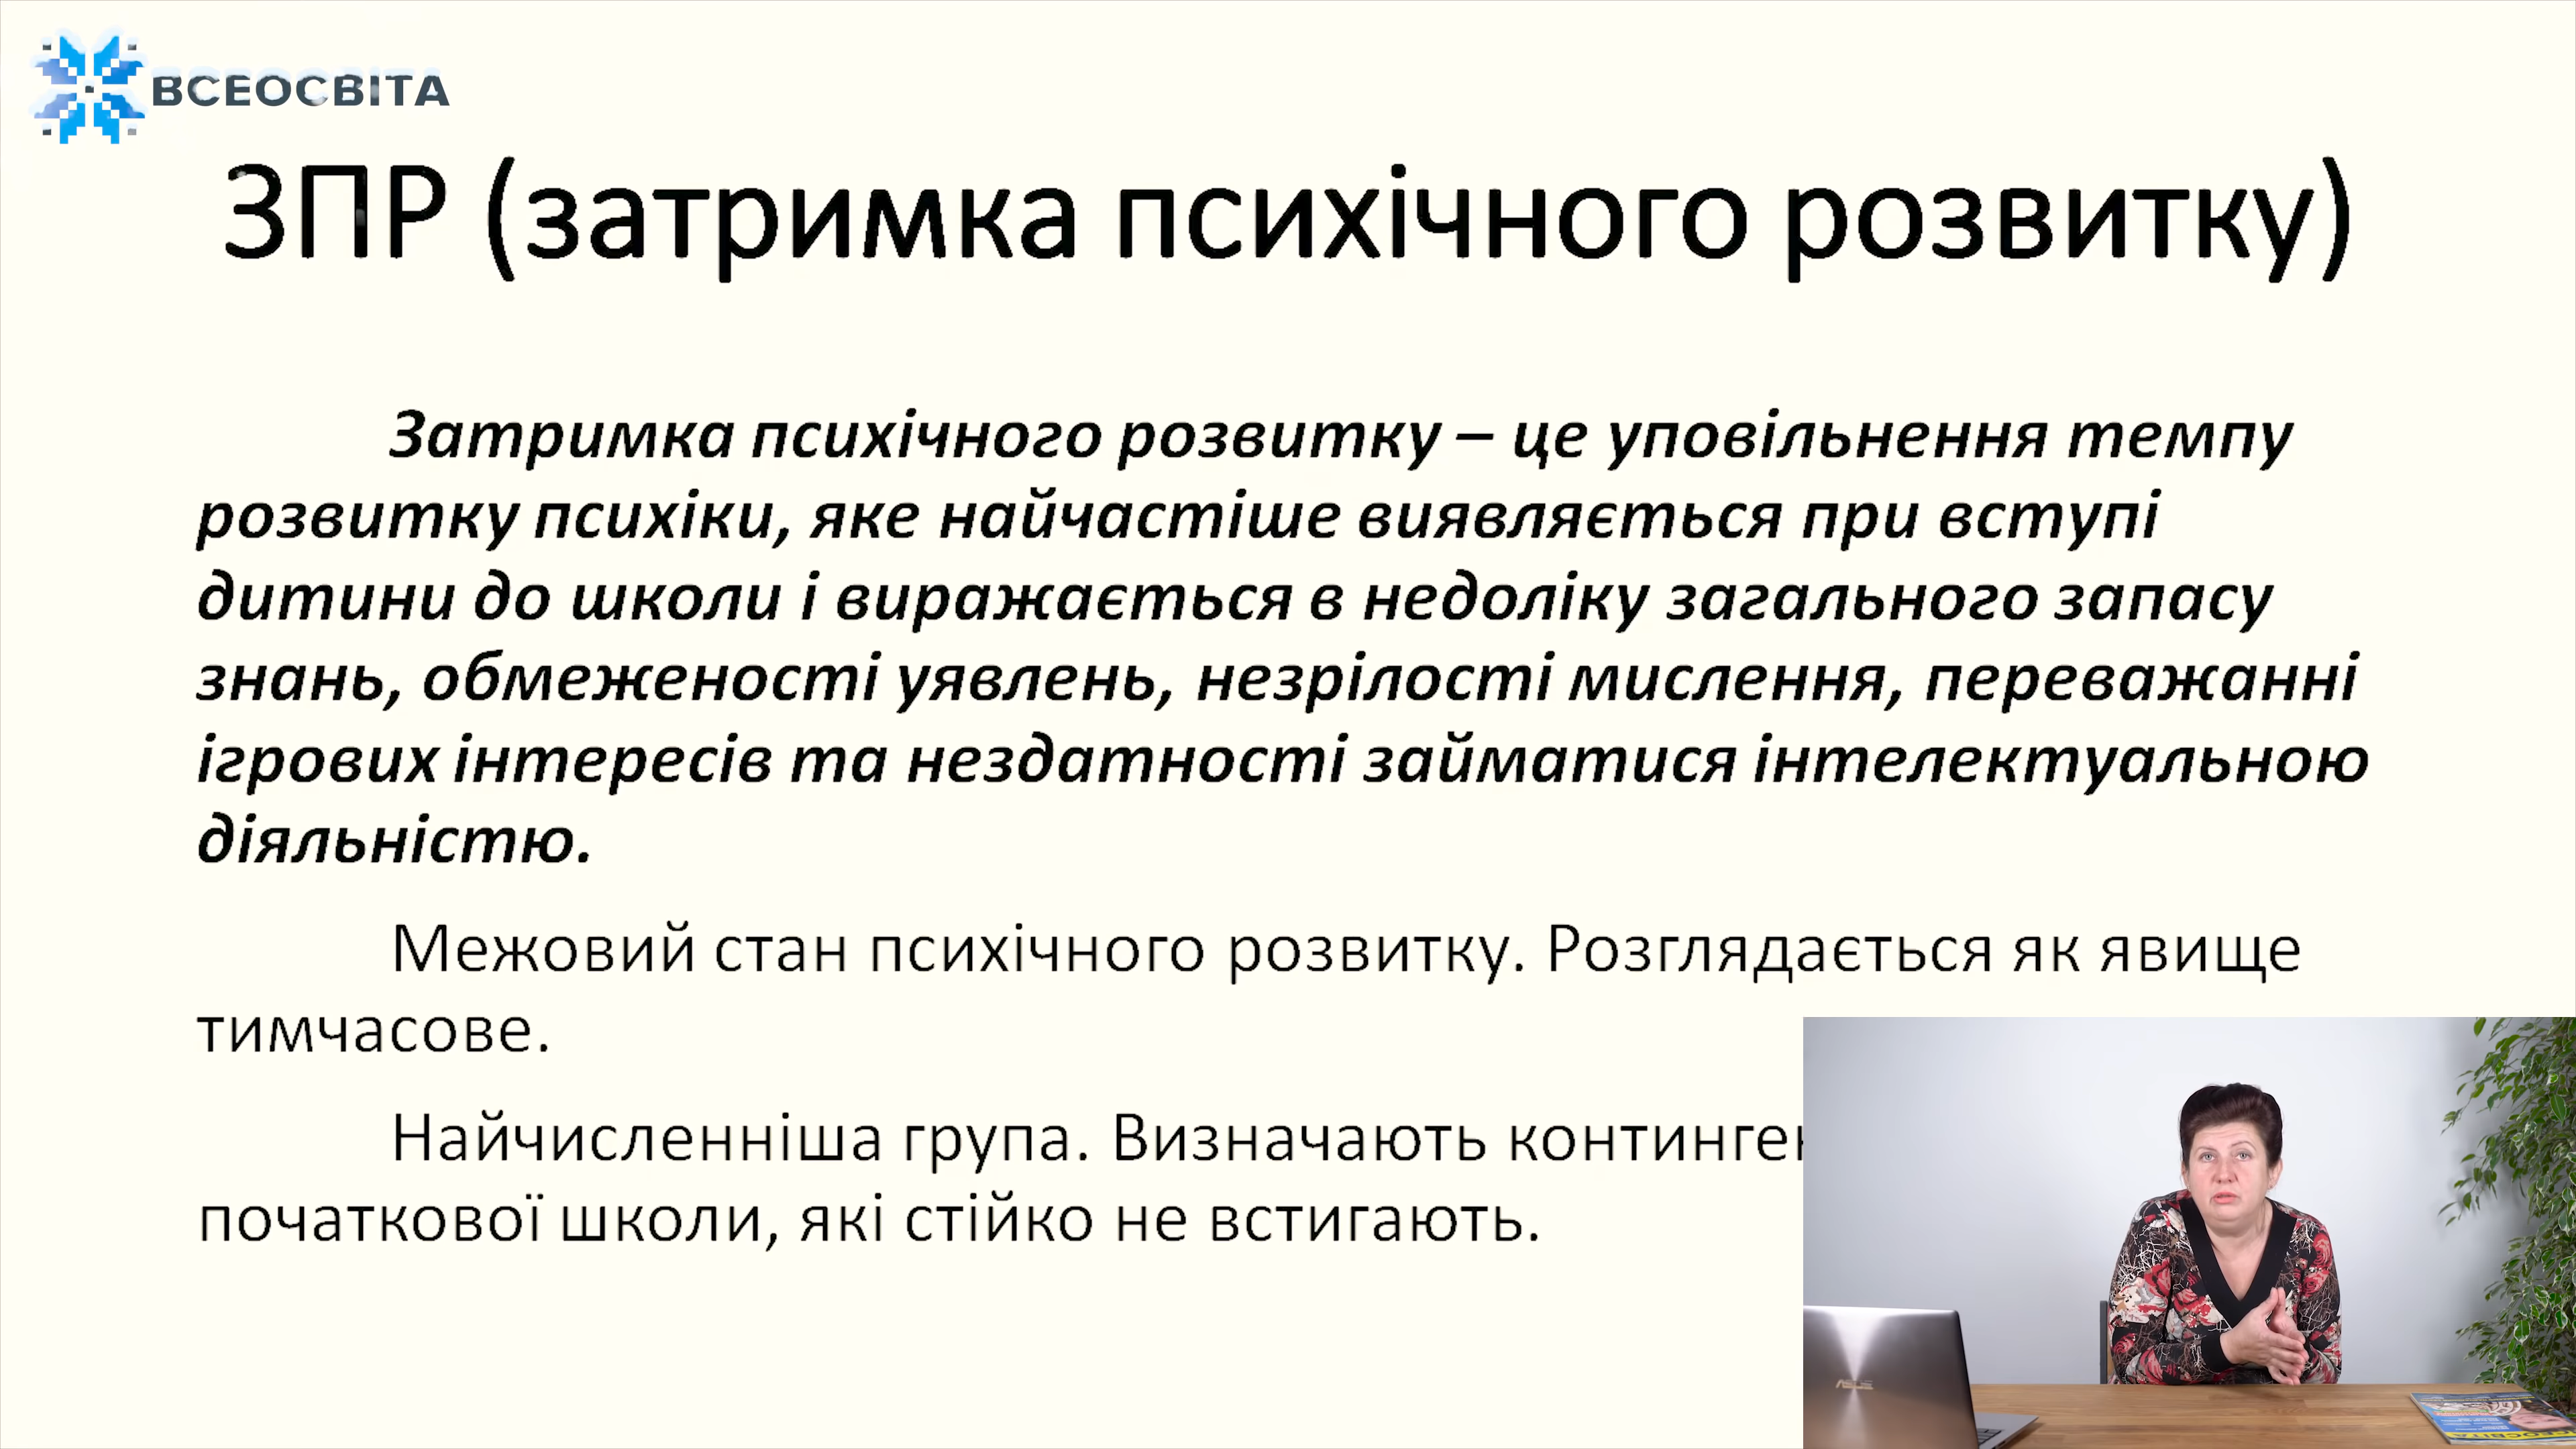 ВСЕОСВІТА
ЗПР (затримка психічного розвитку)
Затримка психічного розвитку – це уповільнення темпу
розвитку психіки, яке найчастіше виявляється при вступі
дитини до школи і виражається в недоліку загального запасу
знань, обмеженості уявлень, незрілості мислення, переважанні
ігрових інтересів та нездатності займатися інтелектуальною
діяльністю.
Межовий стан психічного розвитку. Розглядається як явище
тимчасове.
Найчисленніша група. Визначають
початкової школи, які стійко не встигають.
ASUS